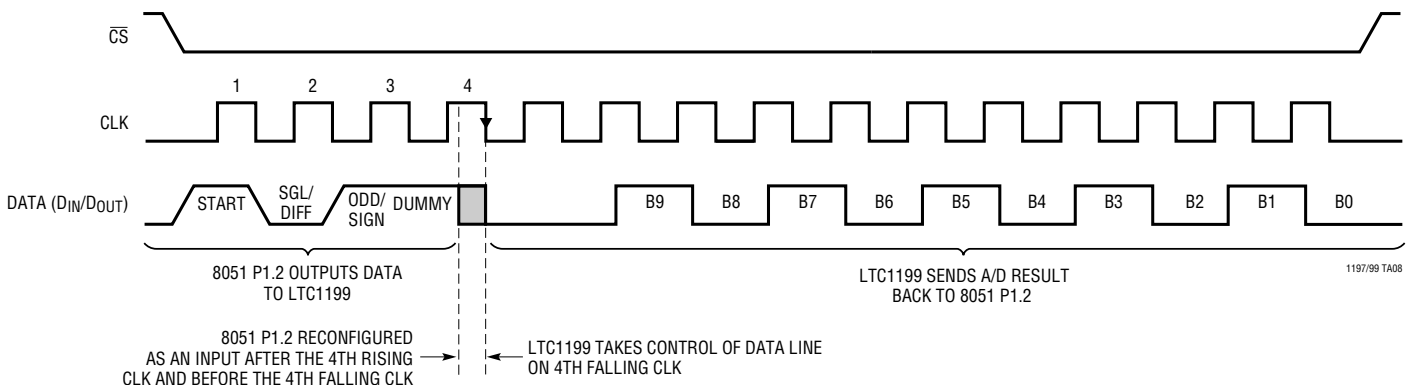 CS
1 2 3 4
CLK
DATA (DIN/DOUT)
START
SGL/
DIFF
ODD/
SIGN
DUMMY
B9 B8 B7 B6 B5 B4 B3 B2 B1 B0
8051 P1.2 OUTPUTS DATA
TO LTC1199
LTC1199 SENDS A/D RESULT
BACK TO 8051 P1.2
1197/99 TA08
8051 P1.2 RECONFIGURED
AS AN INPUT AFTER THE 4TH RISING
CLK AND BEFORE THE 4TH FALLING CLK
LTC1199 TAKES CONTROL OF DATA LINE
ON 4TH FALLING CLK